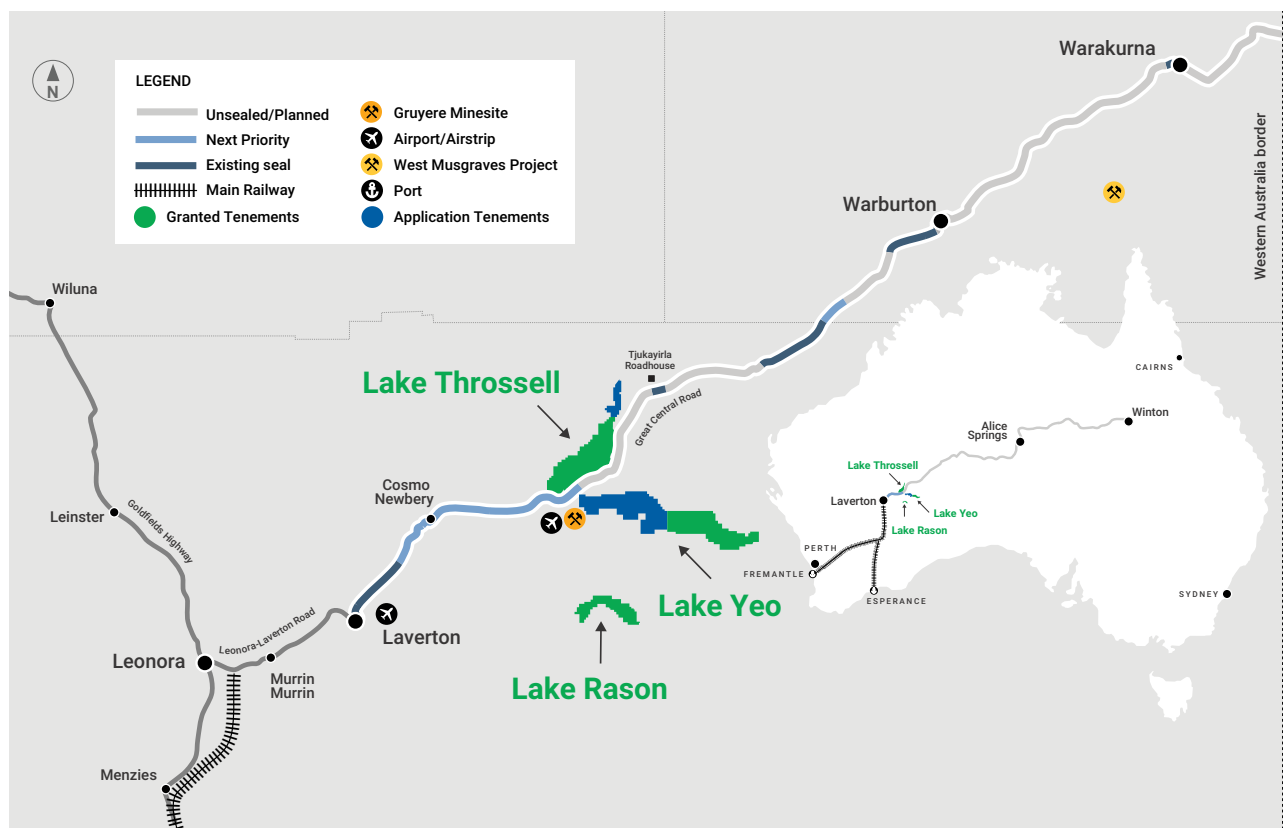 Warakurna
N
LEGEND
Unsealed/Planned
Next Priority
Existing seal
Main Railway
Granted Tenements
Gruyere Minesite
Airport/Airstrip
West Musgraves Project
Port
Application Tenements
Western Australia border
Warburton
Wiluna
Tjukayirla
Roadhouse
Lake Throssell
Great Central Road
CAIRNS
Winton
Alice
Springs
Lake Throssell
Laverton
Lake Yeo
Lake Rason
PERTH
FREMANTLE
ESPERANCE
SYDNEY
Cosmo
Newbery
Leinster
Goldfields Highway
Lake Yeo
Laverton
Leonora-Laverton Road
Leonora
Murrin
Murrin
Lake Rason
Menzies